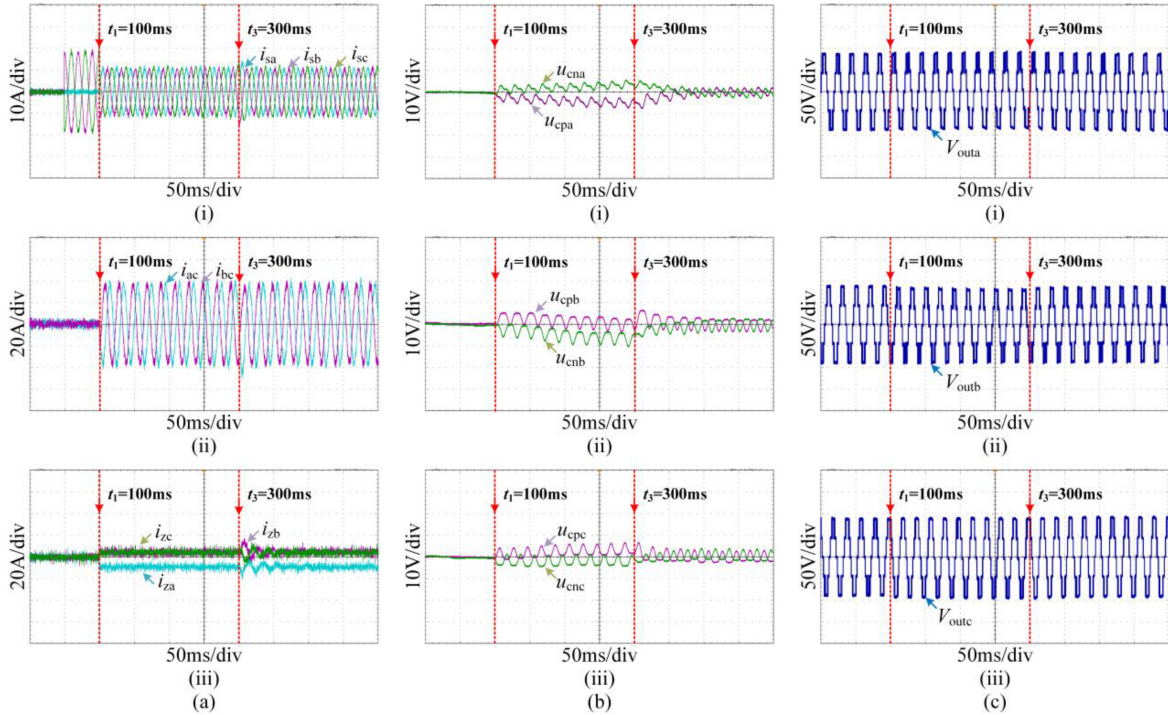 t1=100ms t3=300ms
isa isb isc
10A/div
50ms/div
(i)
t1=100ms t3=300ms
ucna
ucpa
10V/div
50ms/div
(i)
t1=100ms t3=300ms
Vouta
50V/div
50ms/div
(i)
t1=100ms t3=300ms
iac ibc
20A/div
50ms/div
(ii)
t1=100ms t3=300ms
ucpb
ucnb
10V/div
50ms/div
(ii)
t1=100ms t3=300ms
Voutb
50V/div
50ms/div
(ii)
t1=100ms t3=300ms
izc izb
iza
20A/div
50ms/div
(iii)
(a)
t1=100ms t3=300ms
ucpc
ucnc
10V/div
50ms/div
(iii)
(b)
t1=100ms t3=300ms
Voutc
50V/div
50ms/div
(iii)
(c)